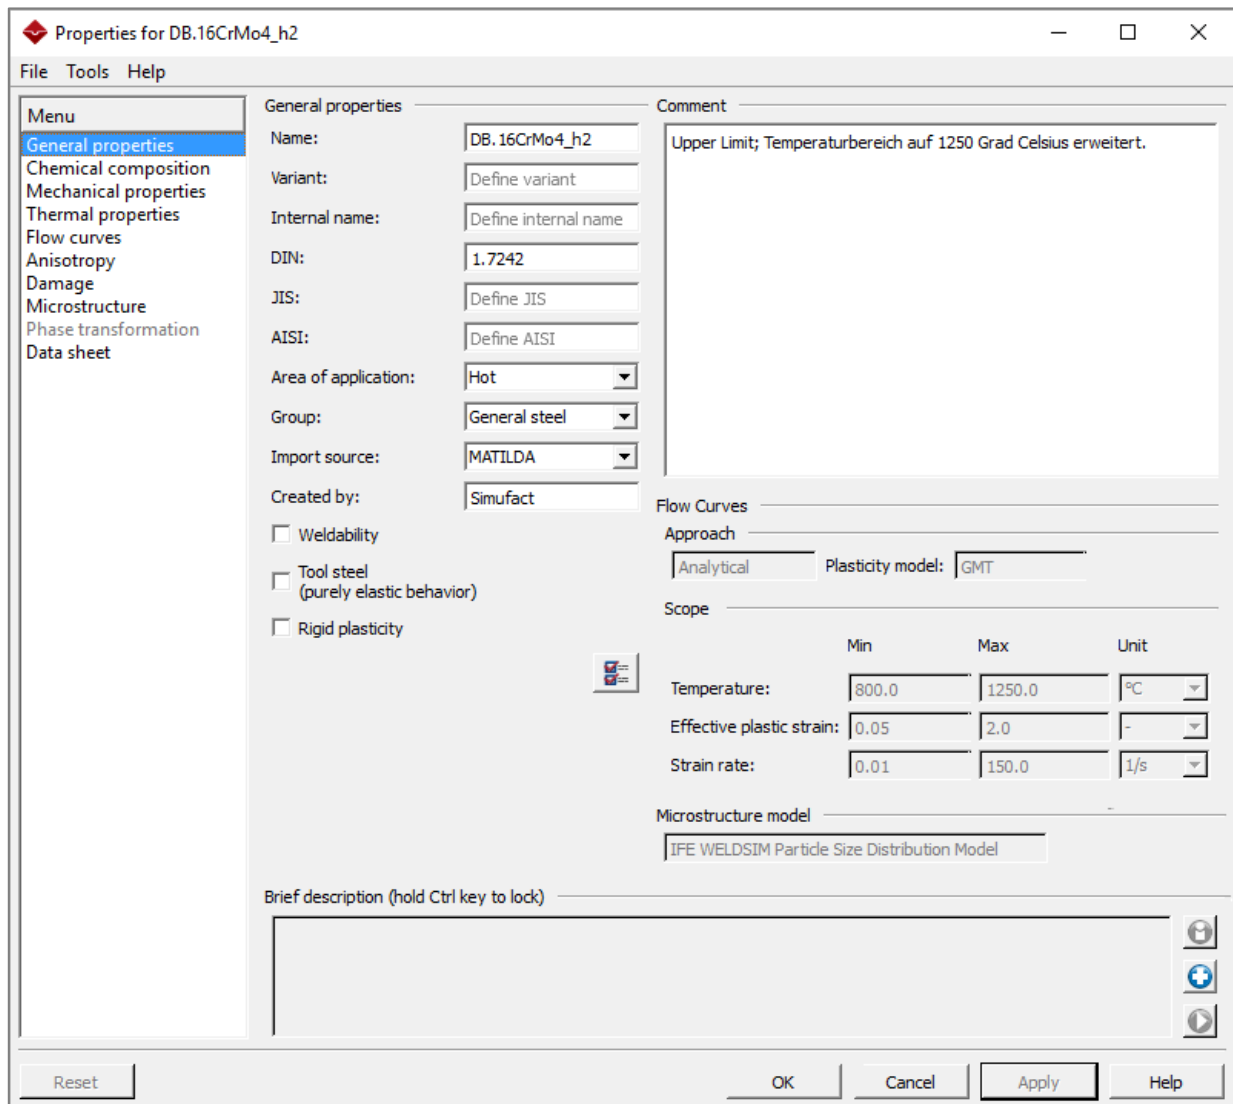 Properties for DB.16CrMo4_h2
File Tools Help
Menu
General properties
Chemical composition
Mechanical properties
Thermal properties
Flow curves
Anisotropy
Damage
Microstructure
Phase transformation
Data sheet
General properties
Name: DB.16CrMo4_h2
Variant: Define variant
Internal name: Define internal name
DIN: 1.7242
JIS: Define JIS
AISI: Define AISI
Area of application: Hot
Group: General steel
Import source: MATILDA
Created by: Simufact
Weldability
Tool steel
(purely elastic behavior)
Rigid plasticity
Comment
Upper Limit; Temperaturbereich auf 1250 Grad Celsius erweitert.
Flow Curves
Approach
Analytical Plasticity model: GMT
Scope
Min Max Unit
Temperature: 800.0 1250.0 °C
Effective plastic strain: 0.05 2.0 -
Strain rate: 0.01 150.0 1/s
Microstructure model
IFE WELDSIM Particle Size Distribution Model
Brief description (hold Ctrl key to lock)
Reset OK Cancel Apply Help